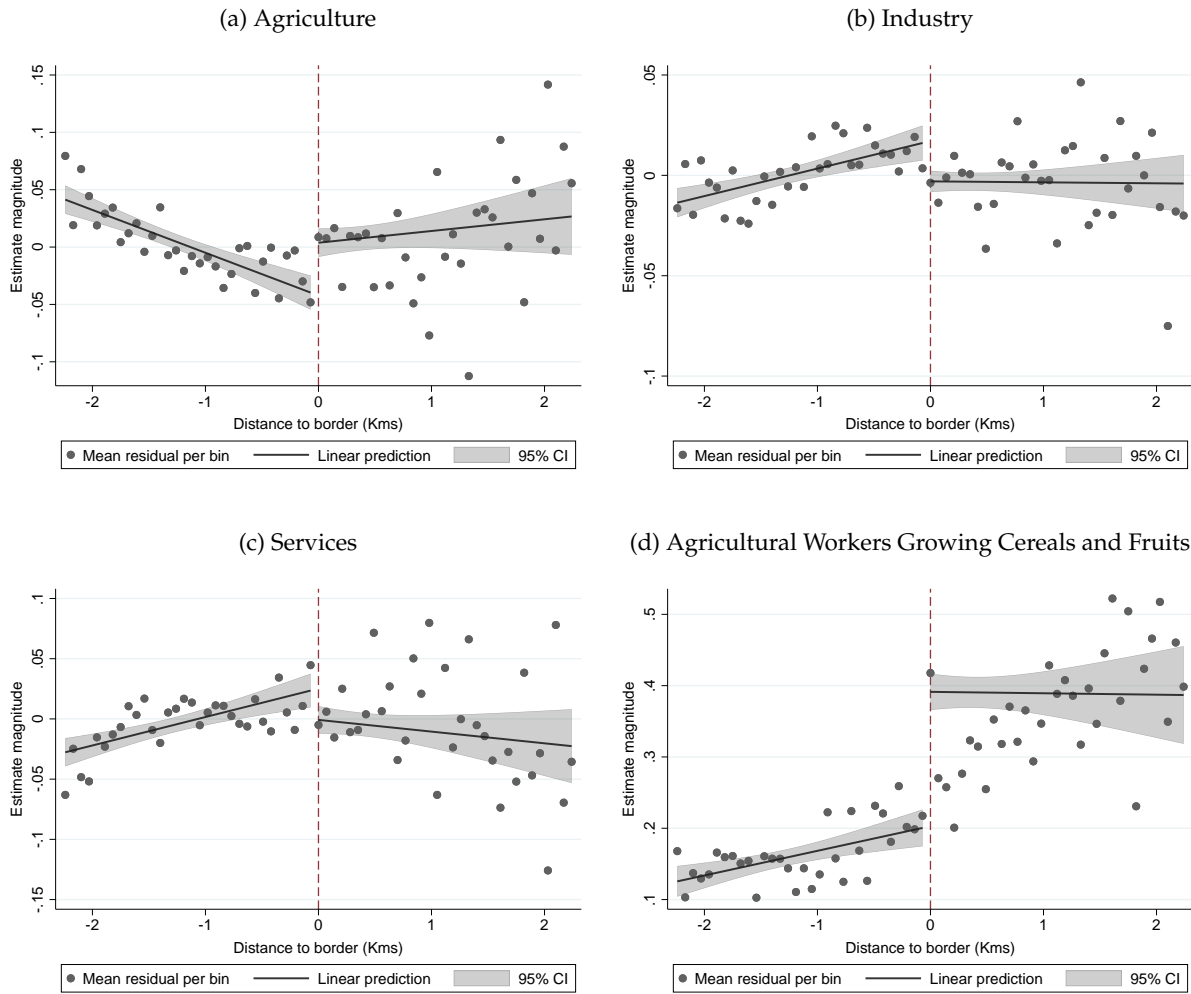 (a) Agriculture
Estimate magnitude
.15
.1
.05
0
-.05
-.1
-2 -1 0 1 2
Distance to border (Kms)
Mean residual per bin Linear prediction 95% CI
(b) Industry
Estimate magnitude
.05
0
-.05
-.1
-2 -1 0 1 2
Distance to border (Kms)
Mean residual per bin Linear prediction 95% CI
(c) Services
Estimate magnitude
.1
.05
0
-.05
-.1
-.15
-2 -1 0 1 2
Distance to border (Kms)
Mean residual per bin Linear prediction 95% CI
(d) Agricultural Workers Growing Cereals and Fruits
Estimate magnitude
.5
.4
.3
.2
.1
-2 -1 0 1 2
Distance to border (Kms)
Mean residual per bin Linear prediction 95% CI